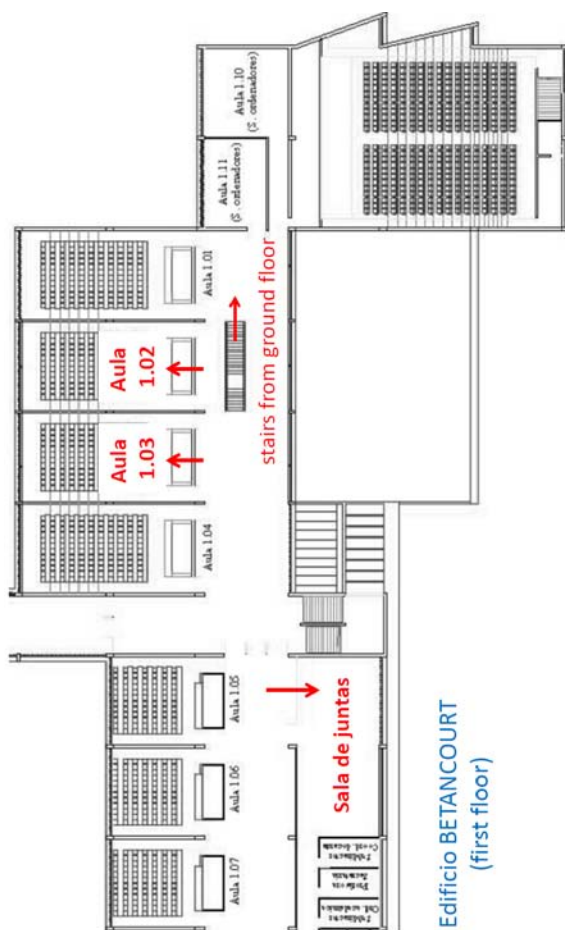 Aula 1.10
(S. ordenadores)
Aula 1.11
(S. ordenadores)
Aula 1.01
Aula
1.02
Aula
1.03
stairs from ground floor
Aula 1.04
Aula 1.05
Sala de juntas
Aula 1.06
Aula 1.07
Edificio BETANCOURT
(first floor)